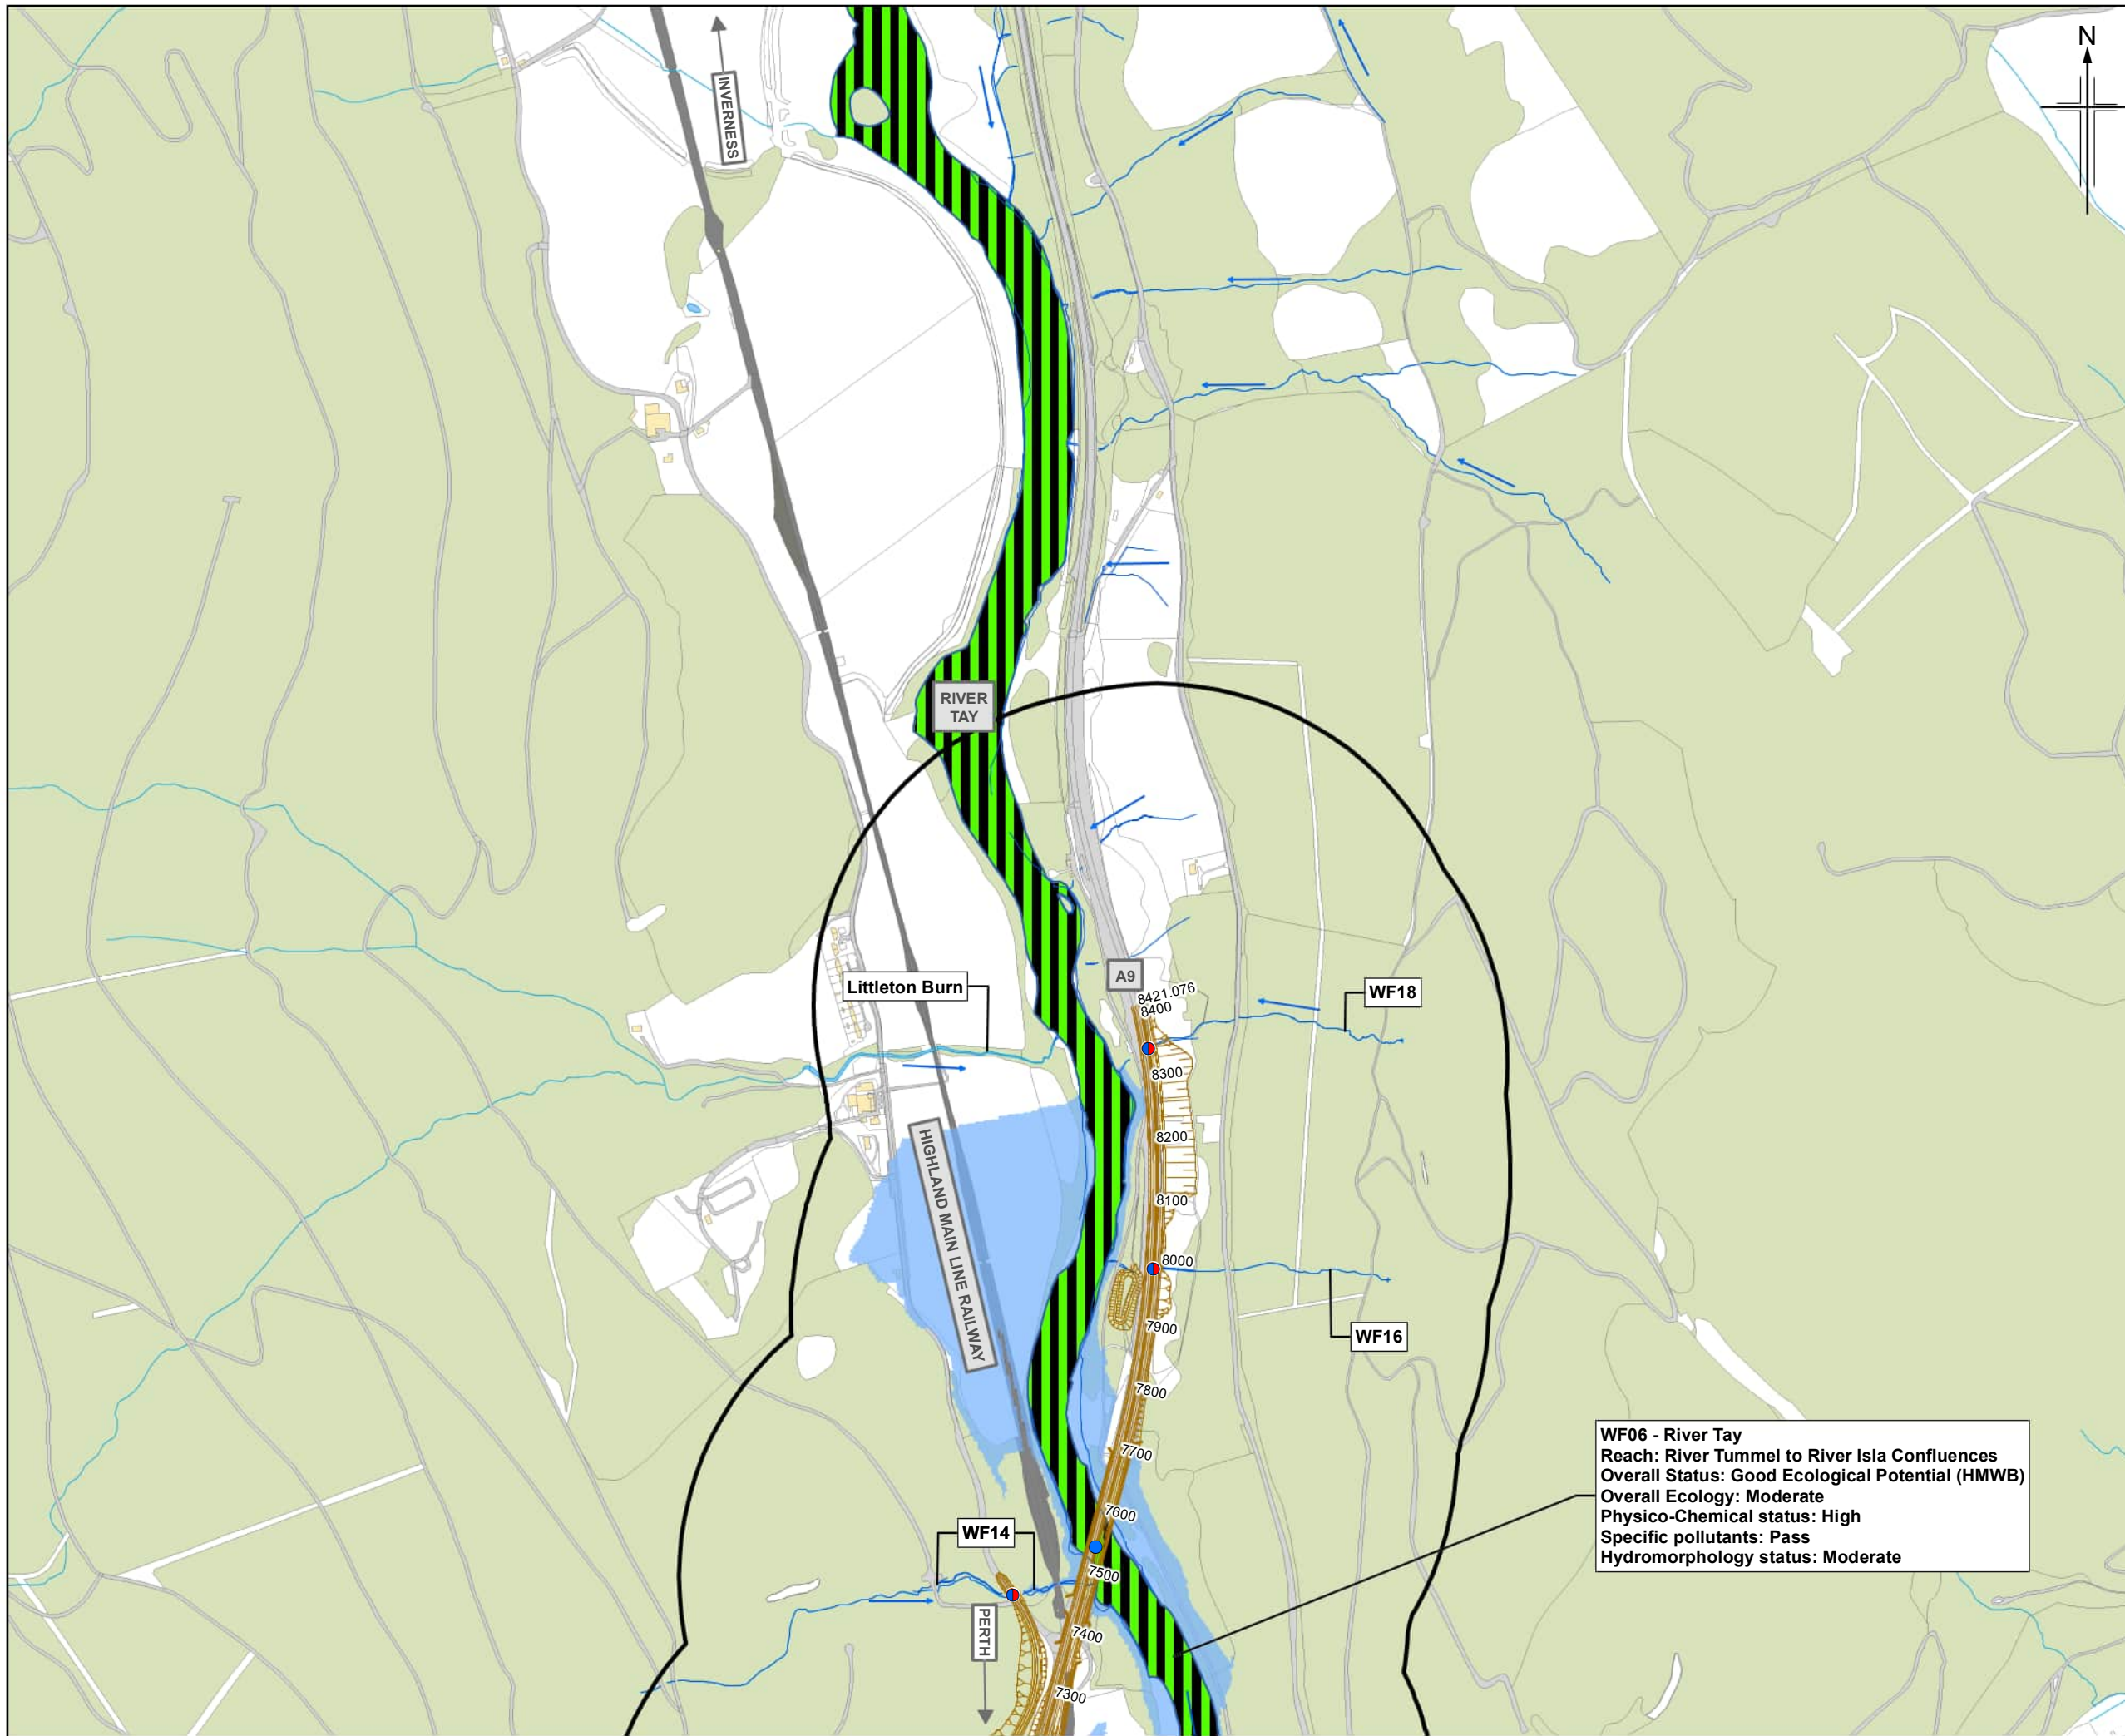 N
INVERNESS
RIVER
TAY
A9
Littleton Burn
WF18
8421.076
8400
8300
8200
8100
HIGHLAND MAIN LINE RAILWAY
8000
7900
WF16
7800
7700
WF06 - River Tay
Reach: River Tummel to River Isla Confluences
Overall Status: Good Ecological Potential (HMWB)
Overall Ecology: Moderate
Physico-Chemical status: High
Specific pollutants: Pass
Hydromorphology status: Moderate
7600
WF14
7500
PERTH
7400
7300